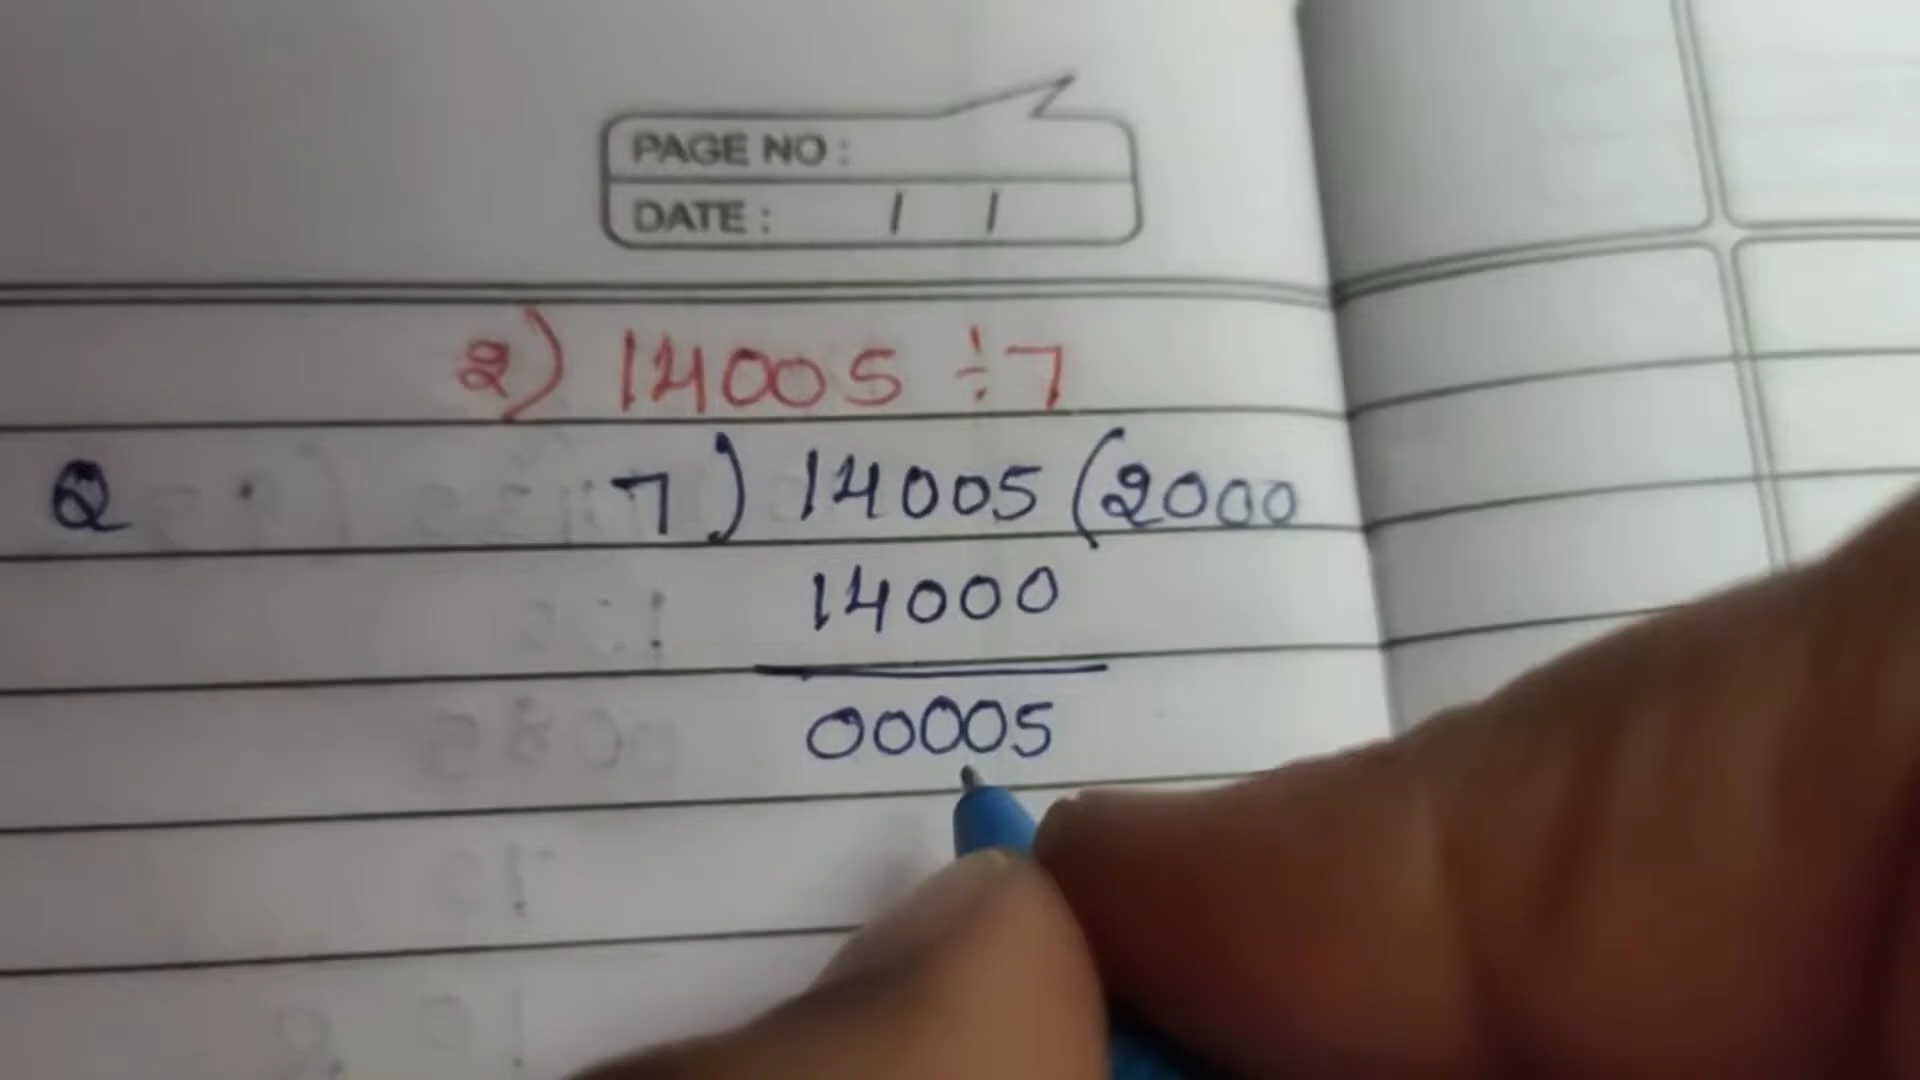 PAGE NO :
DATE : / /
2) 14005 ÷ 7
Q 7 ) 14005 ( 2000
14000
00005